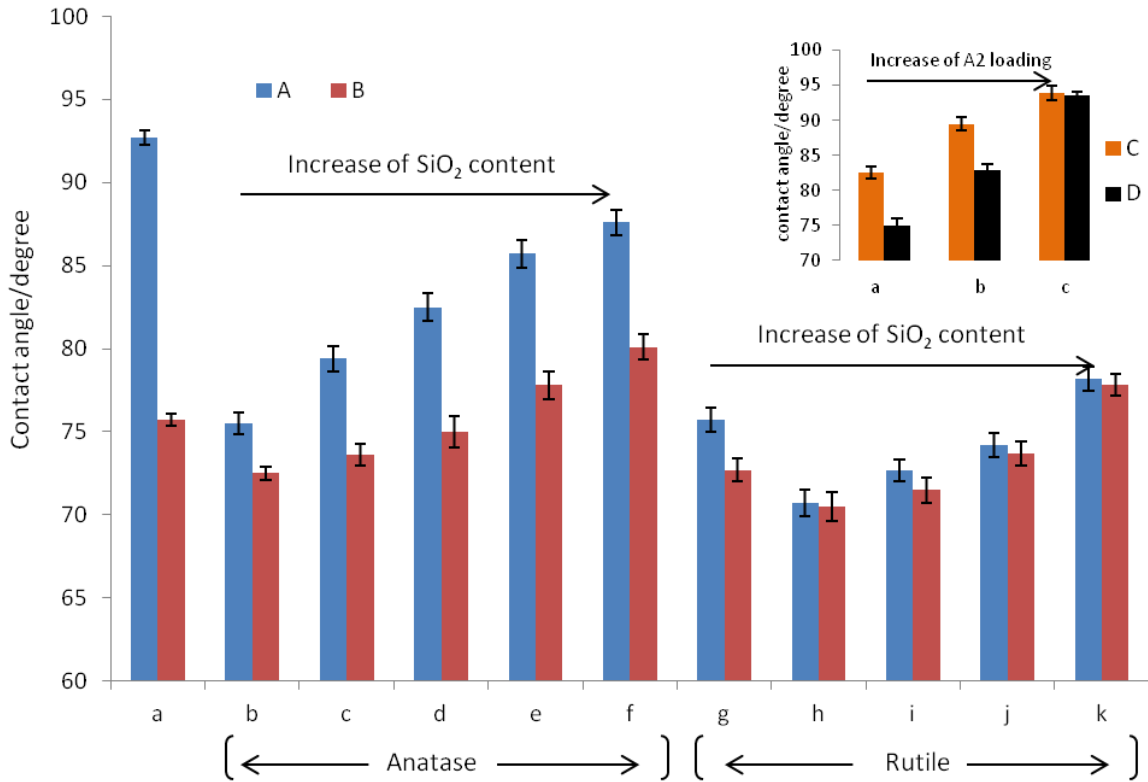 100
95
90
85
80
75
70
65
60
Contact angle/degree
A B
Increase of SiO₂ content
Increase of SiO₂ content
a b c d e f g h i j k
Anatase Rutile
100
95
90
85
80
75
70
contact angle/degree
Increase of A2 loading
C
D
a b c